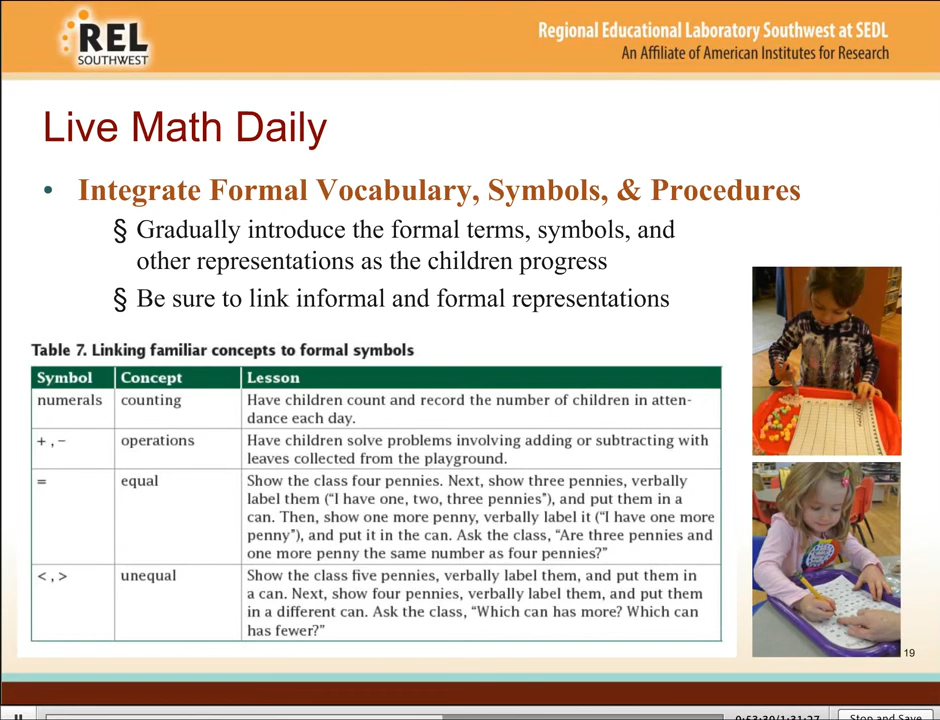 REL
SOUTHWEST
Regional Educational Laboratory Southwest at SEDL
An Affiliate of American Institutes for Research
Live Math Daily
• Integrate Formal Vocabulary, Symbols, & Procedures
§ Gradually introduce the formal terms, symbols, and
other representations as the children progress
§ Be sure to link informal and formal representations
Table 7. Linking familiar concepts to formal symbols
Symbol Concept Lesson
numerals counting Have children count and record the number of children in atten-
dance each day.
+ , − operations Have children solve problems involving adding or subtracting with
leaves collected from the playground.
= equal Show the class four pennies. Next, show three pennies, verbally
label them (“I have one, two, three pennies”), and put them in a
can. Then, show one more penny, verbally label it (“I have one more
penny”), and put it in the can. Ask the class, “Are three pennies and
one more penny the same number as four pennies?”
< , > unequal Show the class five pennies, verbally label them, and put them in
a can. Next, show four pennies, verbally label them, and put them
in a different can. Ask the class, “Which can has more? Which can
has fewer?”
19
0:53:30/1:31:27
Stop and Save